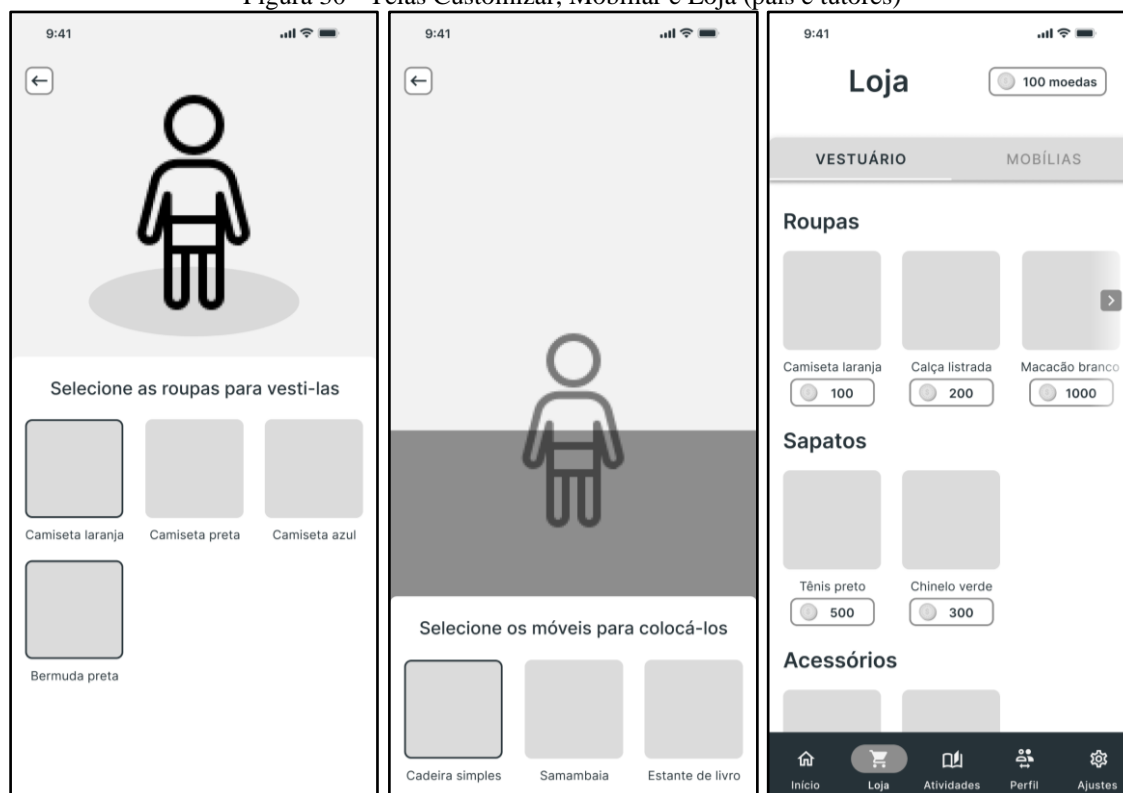 Figura 30 - Telas Customizar, Mobiliar e Loja (pais e tutores)
9:41
Selecione as roupas para vesti-las
Camiseta laranja Camiseta preta Camiseta azul
Bermuda preta
9:41
Selecione os móveis para colocá-los
Cadeira simples Samambaia Estante de livro
9:41
Loja 100 moedas
VESTUÁRIO MOBÍLIAS
Roupas
Camiseta laranja Calça listrada Macacão branco
100 200 1000
Sapatos
Tênis preto Chinelo verde
500 300
Acessórios
Início Loja Atividades Perfil Ajustes